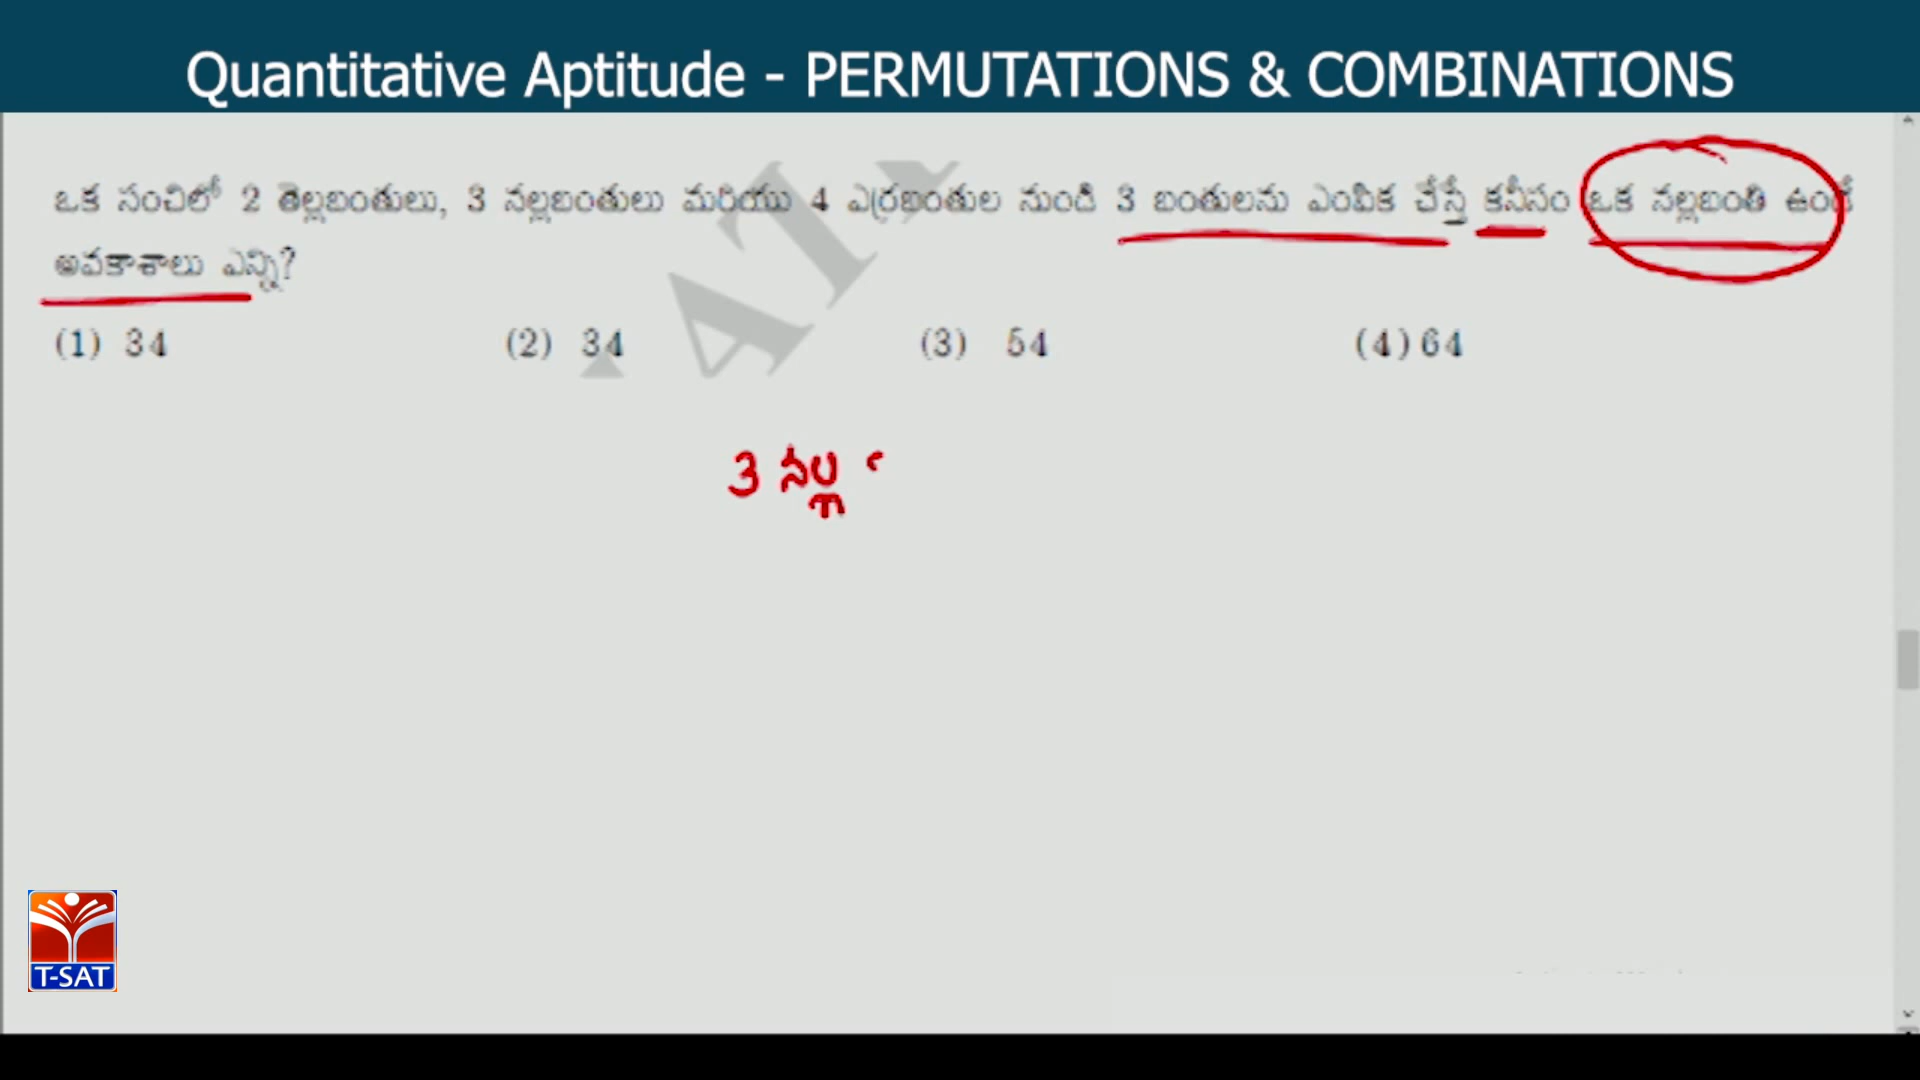 Quantitative Aptitude - PERMUTATIONS & COMBINATIONS
ఒక సంచిలో 2 తెల్లబంతులు, 3 నల్లబంతులు మరియు 4 ఎర్రబంతుల నుండి 3 బంతులను ఎంపిక చేస్తే కనీసం ఒక నల్లబంతి ఉండే
అవకాశాలు ఎన్ని?
(1) 34 (2) 34 (3) 54 (4) 64
3 నల్ల
T-SAT